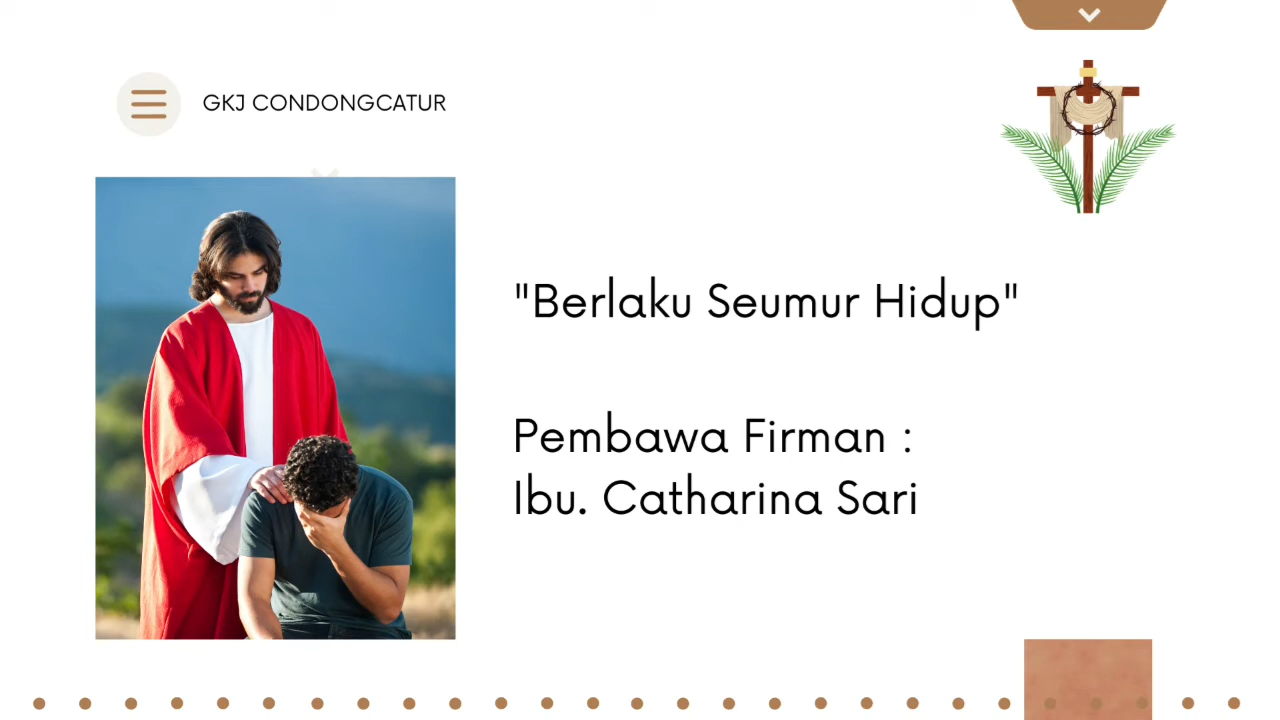 GKJ CONDONGCATUR
"Berlaku Seumur Hidup"
Pembawa Firman :
Ibu. Catharina Sari